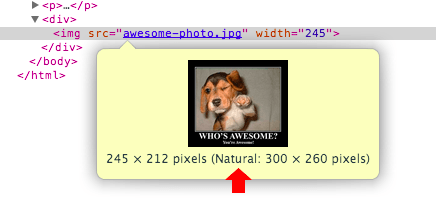 ▶<p>…</p>
▼<div>
<img src="awesome-photo.jpg" width="245">
</div>
</body>
</html>
WHO'S AWESOME?
You're Awesome!
245 × 212 pixels (Natural: 300 × 260 pixels)